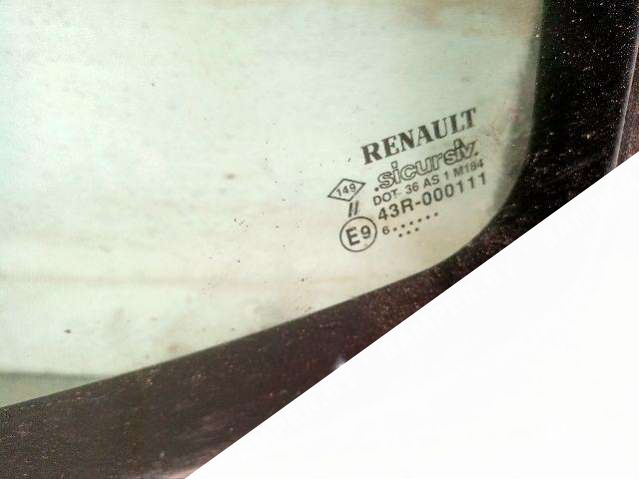 RENAULT
.sicursiv.
149
DOT- 36 AS 1 M184
// 43R-000111
E9 6......
...